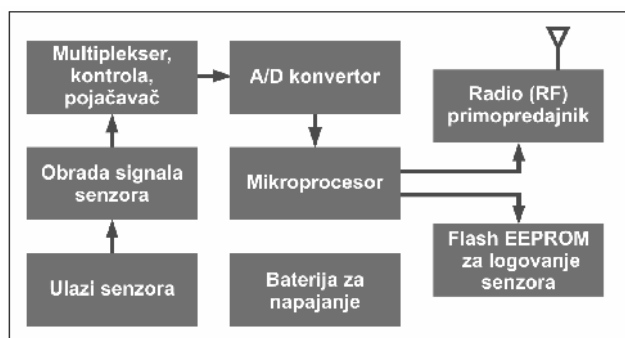 Multiplekser,
kontrola,
pojačavač
A/D konvertor
Radio (RF)
primopredajnik
Obrada signala
senzora
Mikroprocesor
Flash EEPROM
za logovanje
senzora
Ulazi senzora
Baterija za
napajanje